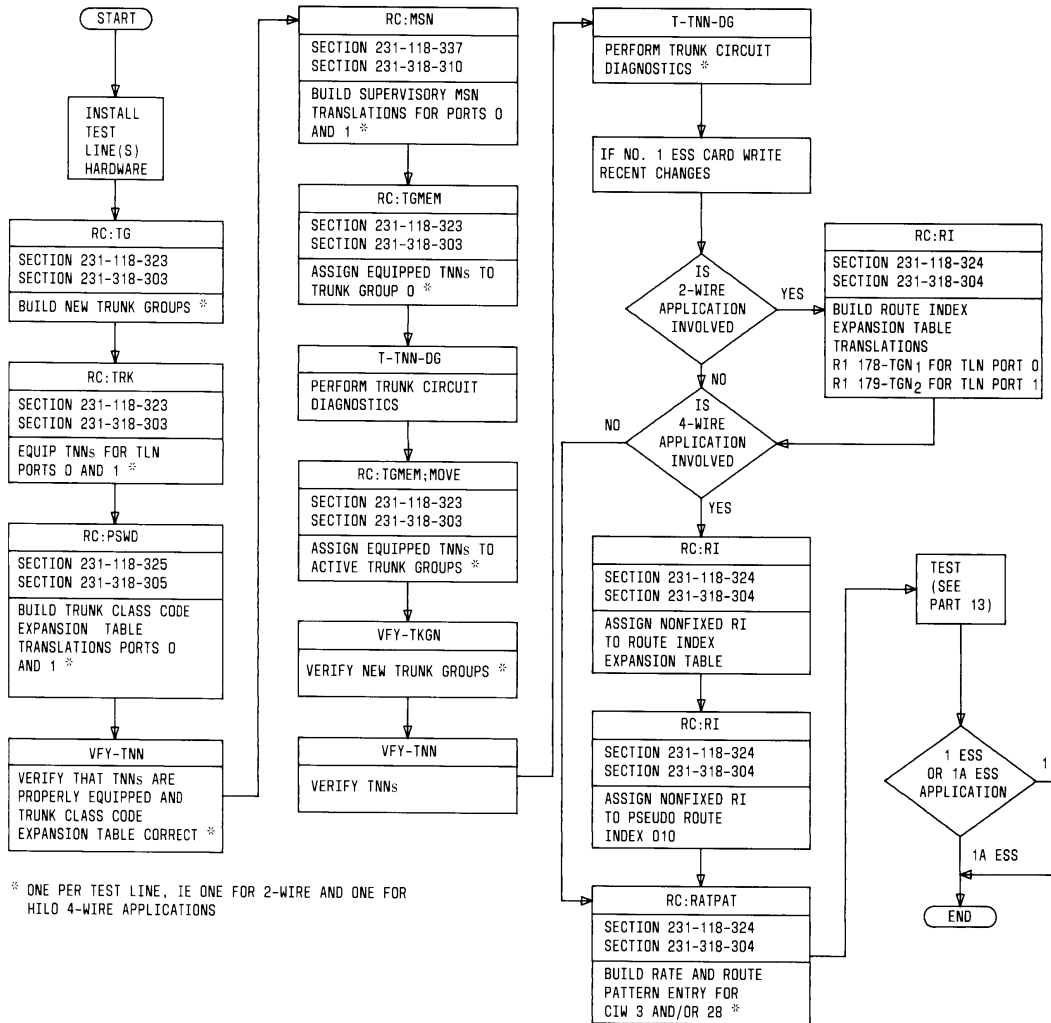 START
INSTALL
TEST
LINE(S)
HARDWARE
RC:TG
SECTION 231-118-323
SECTION 231-318-303
BUILD NEW TRUNK GROUPS *
RC:TRK
SECTION 231-118-323
SECTION 231-318-303
EQUIP TNNs FOR TLN
PORTS 0 AND 1 *
RC:PSWD
SECTION 231-118-325
SECTION 231-318-305
BUILD TRUNK CLASS CODE
EXPANSION TABLE
TRANSLATIONS PORTS 0
AND 1 *
VFY-TNN
VERIFY THAT TNNs ARE
PROPERLY EQUIPPED AND
TRUNK CLASS CODE
EXPANSION TABLE CORRECT *
RC:MSN
SECTION 231-118-337
SECTION 231-318-310
BUILD SUPERVISORY MSN
TRANSLATIONS FOR PORTS 0
AND 1 *
RC:TGMEM
SECTION 231-118-323
SECTION 231-318-303
ASSIGN EQUIPPED TNNs TO
TRUNK GROUP 0 *
T-TNN-DG
PERFORM TRUNK CIRCUIT
DIAGNOSTICS
RC:TGMEM;MOVE
SECTION 231-118-323
SECTION 231-318-303
ASSIGN EQUIPPED TNNs TO
ACTIVE TRUNK GROUPS *
VFY-TKGN
VERIFY NEW TRUNK GROUPS *
VFY-TNN
VERIFY TNNs
T-TNN-DG
PERFORM TRUNK CIRCUIT
DIAGNOSTICS *
IF NO. 1 ESS CARD WRITE
RECENT CHANGES
IS
2-WIRE
APPLICATION
INVOLVED
YES
NO
RC:RI
SECTION 231-118-324
SECTION 231-318-304
BUILD ROUTE INDEX
EXPANSION TABLE
TRANSLATIONS
R1 178-TGN1 FOR TLN PORT 0
R1 179-TGN2 FOR TLN PORT 1
IS
4-WIRE
APPLICATION
INVOLVED
NO
YES
RC:RI
SECTION 231-118-324
SECTION 231-318-304
ASSIGN NONFIXED RI
TO ROUTE INDEX
EXPANSION TABLE
RC:RI
SECTION 231-118-324
SECTION 231-318-304
ASSIGN NONFIXED RI
TO PSEUDO ROUTE
INDEX 010
RC:RATPAT
SECTION 231-118-324
SECTION 231-318-304
BUILD RATE AND ROUTE
PATTERN ENTRY FOR
CIW 3 AND/OR 28 *
TEST
(SEE
PART 13)
1 ESS
OR 1A ESS
APPLICATION
1
1A ESS
END
* ONE PER TEST LINE, IE ONE FOR 2-WIRE AND ONE FOR
HILO 4-WIRE APPLICATIONS